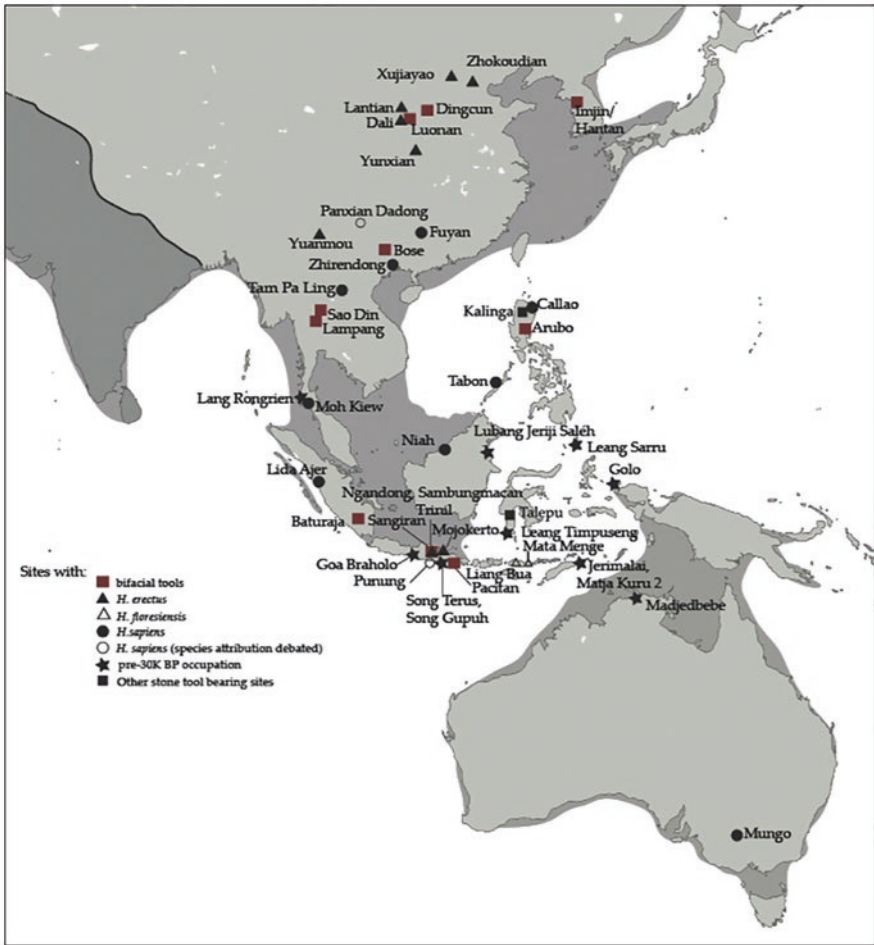 Zhokoudian
Xujiayao
Lantian
Dingcun
Imjin/
Hantan
Dali
Luonan
Yunxian
Panxian Dadong
Fuyan
Yuanmou
Bose
Zhirendong
Tam Pa Ling
Sao Din
Lampang
Kalinga
Callao
Arubo
Tabon
Lang Rongrien
Moh Kiew
Lubang Jeriji Saléh
Niah
Leang Sarru
Golo
Lida Ajer
Ngandong, Sambungmacan
Trinil
Talepu
Baturaja
Sangiran
Mojokerto
Leang Timpuseng
Mata Menge
Goa Braholo
Punung
Liang Bua
Pacitan
Jerimalai,
Matja Kuru 2
Song Terus,
Song Gupuh
Madjedbebe
Mungo
Sites with:
bifacial tools
H. erectus
H. floresiensis
H.sapiens
H. sapiens (species attribution debated)
pre-30K BP occupation
Other stone tool bearing sites